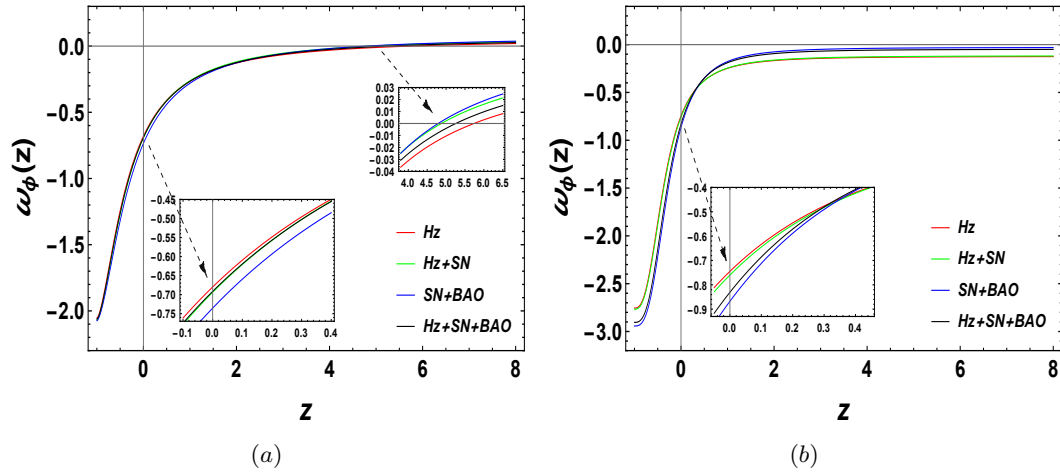 0.0
-0.5
-1.0
-1.5
-2.0
ωϕ(z)
0.03
0.02
0.01
0.00
-0.01
-0.02
-0.03
-0.04
4.0 4.5 5.0 5.5 6.0 6.5
-0.45
-0.50
-0.55
-0.60
-0.65
-0.70
-0.75
-0.1 0.0 0.1 0.2 0.3 0.4
Hz
Hz+SN
SN+BAO
Hz+SN+BAO
0 2 4 6 8
z
(a)
0.0
-0.5
-1.0
-1.5
-2.0
-2.5
-3.0
ωϕ(z)
-0.4
-0.5
-0.6
-0.7
-0.8
-0.9
0.0 0.1 0.2 0.3 0.4
Hz
Hz+SN
SN+BAO
Hz+SN+BAO
0 2 4 6 8
z
(b)